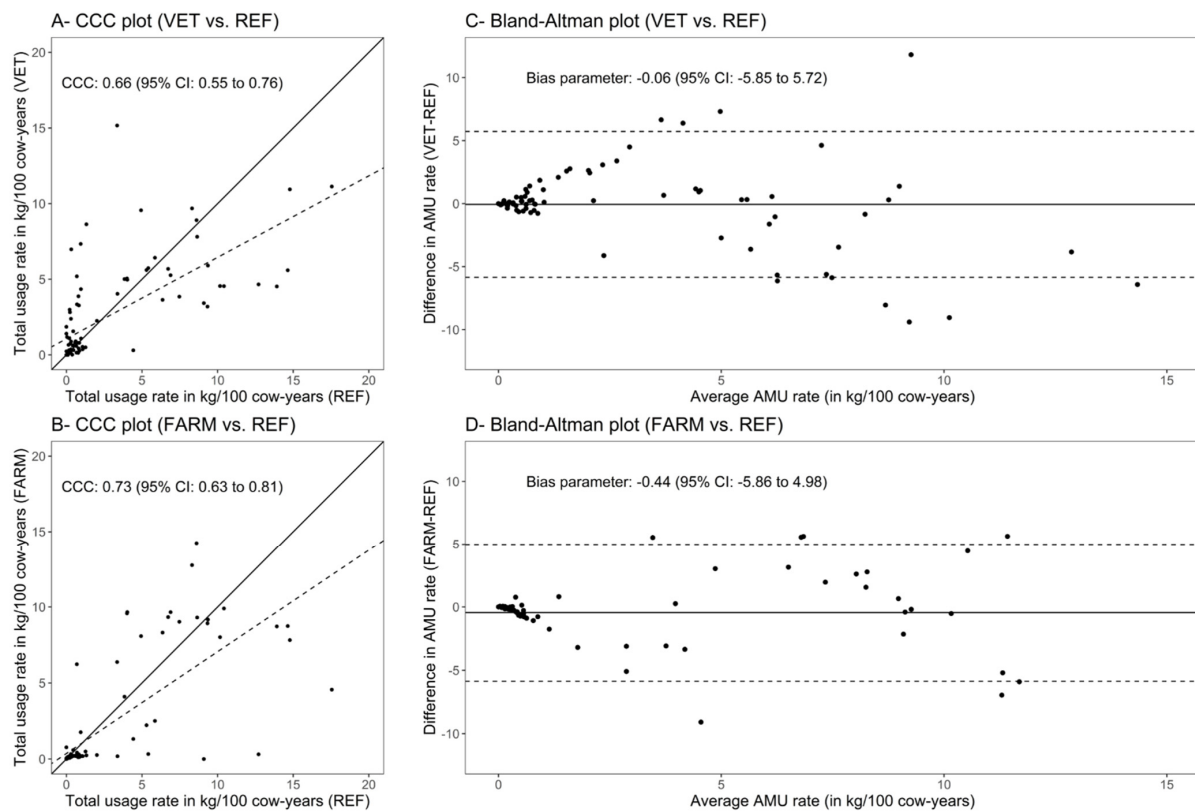 A- CCC plot (VET vs. REF)
Total usage rate in kg/100 cow-years (VET)
20
15
10
5
0
CCC: 0.66 (95% CI: 0.55 to 0.76)
0 5 10 15 20
Total usage rate in kg/100 cow-years (REF)
C- Bland-Altman plot (VET vs. REF)
Difference in AMU rate (VET-REF)
10
5
0
-5
-10
Bias parameter: -0.06 (95% CI: -5.85 to 5.72)
0 5 10 15
Average AMU rate (in kg/100 cow-years)
B- CCC plot (FARM vs. REF)
Total usage rate in kg/100 cow-years (FARM)
20
15
10
5
0
CCC: 0.73 (95% CI: 0.63 to 0.81)
0 5 10 15 20
Total usage rate in kg/100 cow-years (REF)
D- Bland-Altman plot (FARM vs. REF)
Difference in AMU rate (FARM-REF)
10
5
0
-5
-10
Bias parameter: -0.44 (95% CI: -5.86 to 4.98)
0 5 10 15
Average AMU rate (in kg/100 cow-years)